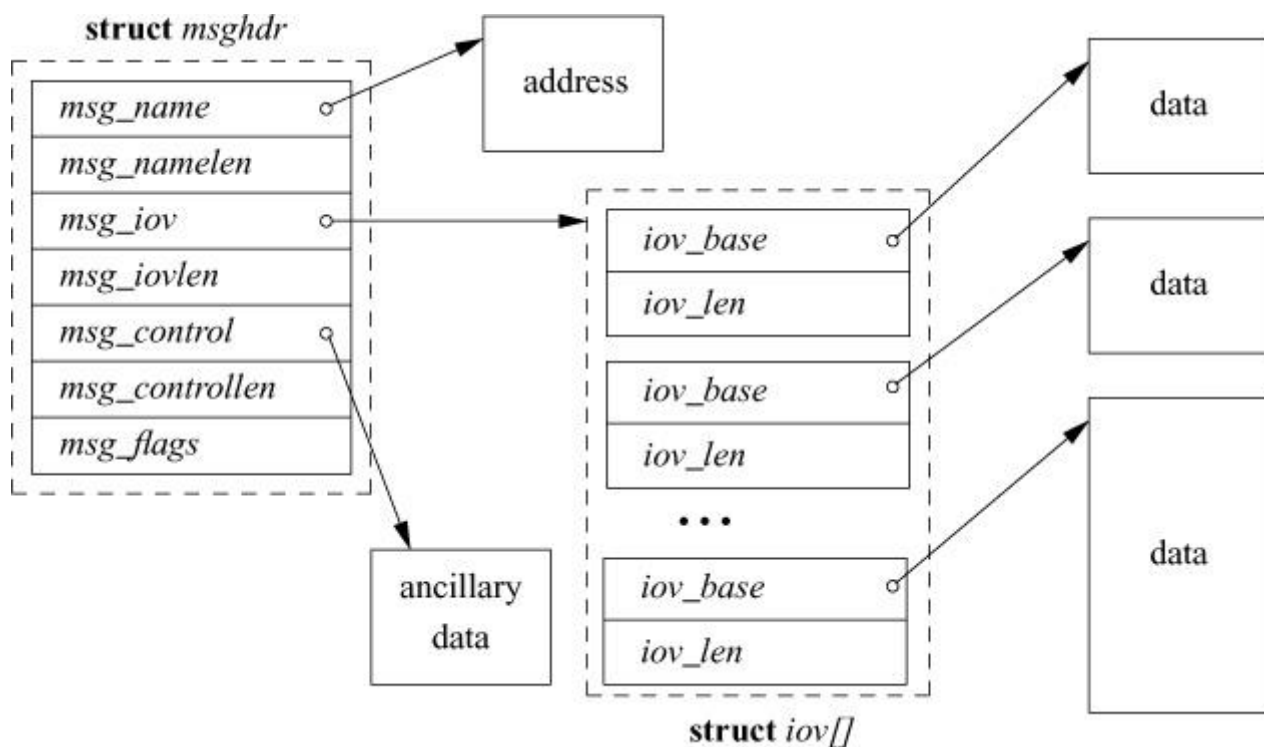 struct msghdr
msg_name
msg_namelen
msg_iov
msg_iovlen
msg_control
msg_controllen
msg_flags
address
ancillary
data
iov_base
iov_len
iov_base
iov_len
• • •
iov_base
iov_len
struct iov[]
data
data
data